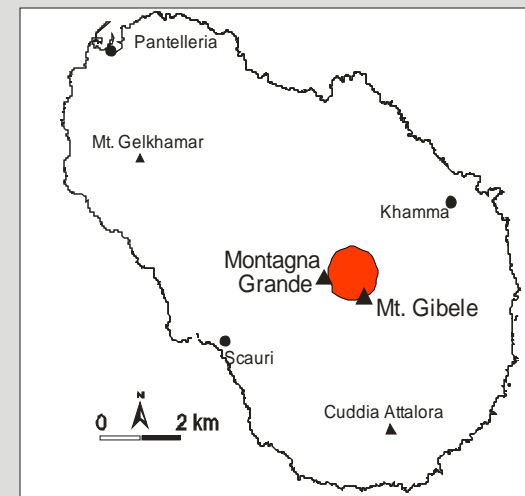 Pantelleria
Mt. Gelkhamar
Khamma
Montagna
Grande
Mt. Gibele
Scauri
Cuddia Attalora
N
0 2 km